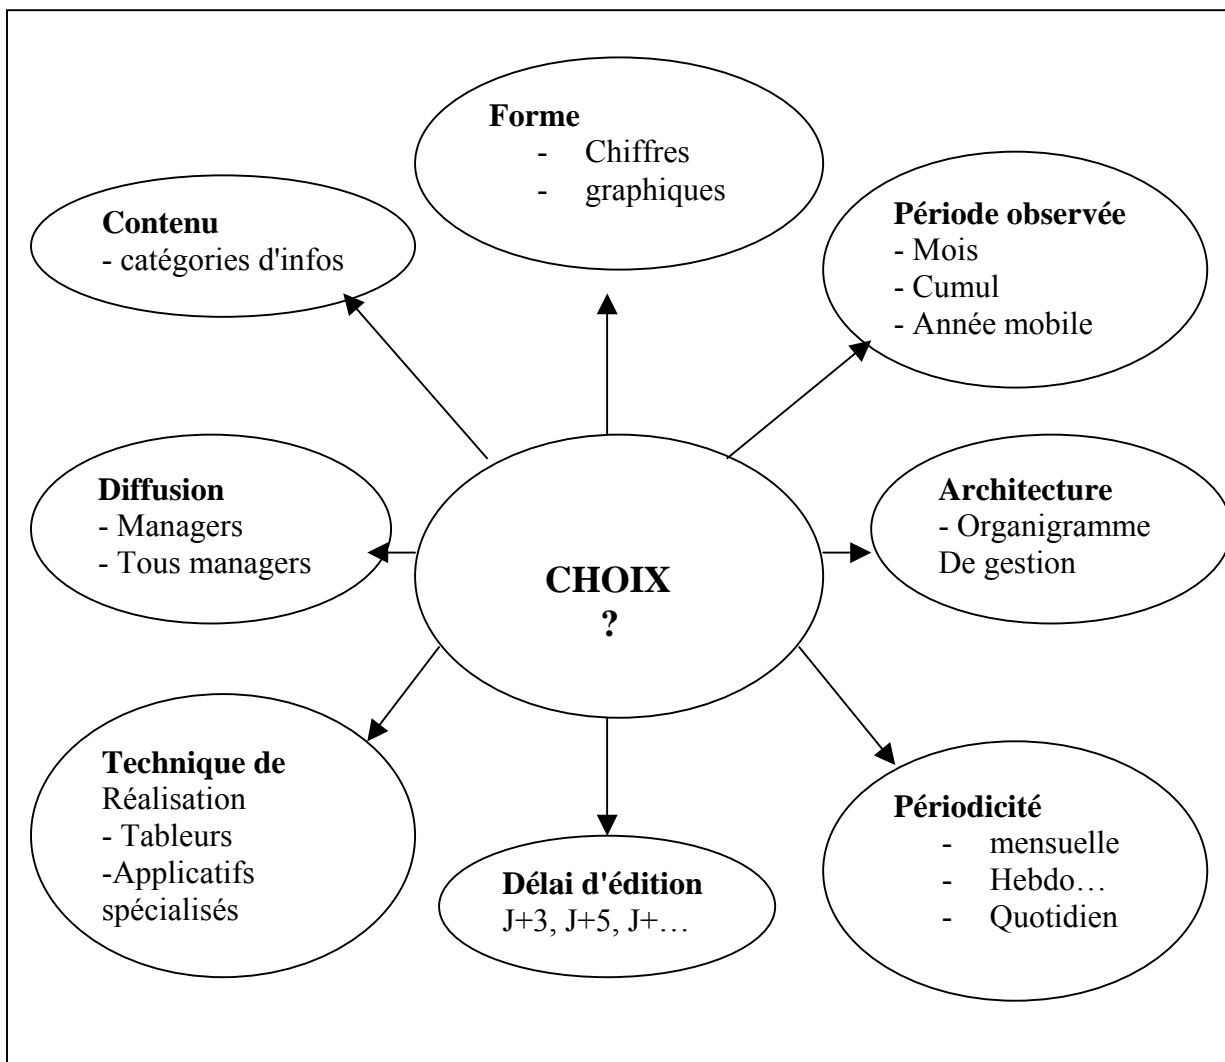 Forme
- Chiffres
- graphiques
Contenu
- catégories d'infos
Période observée
- Mois
- Cumul
- Année mobile
Diffusion
- Managers
- Tous managers
CHOIX
?
Architecture
- Organigramme
De gestion
Technique de
Réalisation
- Tableurs
-Applicatifs
spécialisés
Délai d'édition
J+3, J+5, J+…
Périodicité
- mensuelle
- Hebdo…
- Quotidien